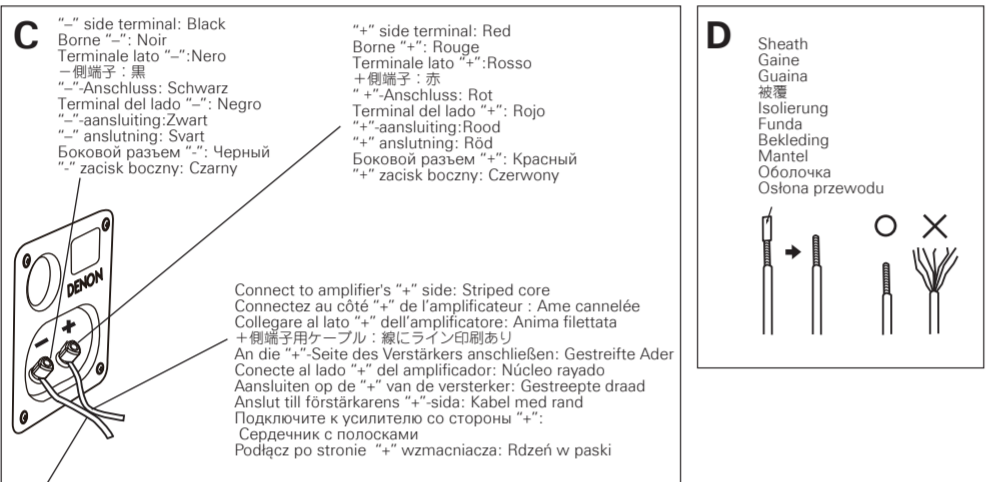 C
"–" side terminal: Black
Borne "–": Noir
Terminale lato "–":Nero
－側端子：黒
"–"-Anschluss: Schwarz
Terminal del lado "–": Negro
"–"-aansluiting:Zwart
"–" anslutning: Svart
Боковой разъем "-": Черный
"-" zacisk boczny: Czarny
"+" side terminal: Red
Borne "+": Rouge
Terminale lato "+":Rosso
＋側端子：赤
" +"-Anschluss: Rot
Terminal del lado "+": Rojo
"+"-aansluiting:Rood
"+" anslutning: Röd
Боковой разъем "+": Красный
"+" zacisk boczny: Czerwony
DENON
+
–
Connect to amplifier's "+" side: Striped core
Connectez au côté "+" de l'amplificateur : Ame cannelée
Collegare al lato "+" dell'amplificatore: Anima filettata
＋側端子用ケーブル：線にライン印刷あり
An die "+"-Seite des Verstärkers anschließen: Gestreifte Ader
Conecte al lado "+" del amplificador: Núcleo rayado
Aansluiten op de "+" van de versterker: Gestreepte draad
Anslut till förstärkarens "+"-sida: Kabel med rand
Подключите к усилителю со стороны "+":
Сердечник с полосками
Podłącz po stronie "+" wzmacniacza: Rdzeń w paski
D
Sheath
Gaine
Guaina
被覆
Isolierung
Funda
Bekleding
Mantel
Оболочка
Osłona przewodu